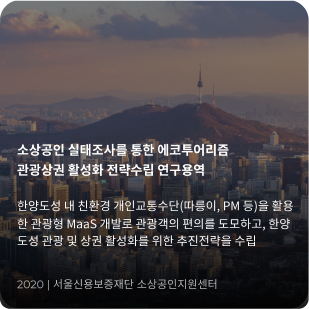 소상공인 실태조사를 통한 에코투어리즘
관광상권 활성화 전략수립 연구용역
한양도성 내 친환경 개인교통수단(따릉이, PM 등)을 활용
한 관광형 MaaS 개발로 관광객의 편의를 도모하고, 한양
도성 관광 및 상권 활성화를 위한 추진전략을 수립
2020 | 서울신용보증재단 소상공인지원센터